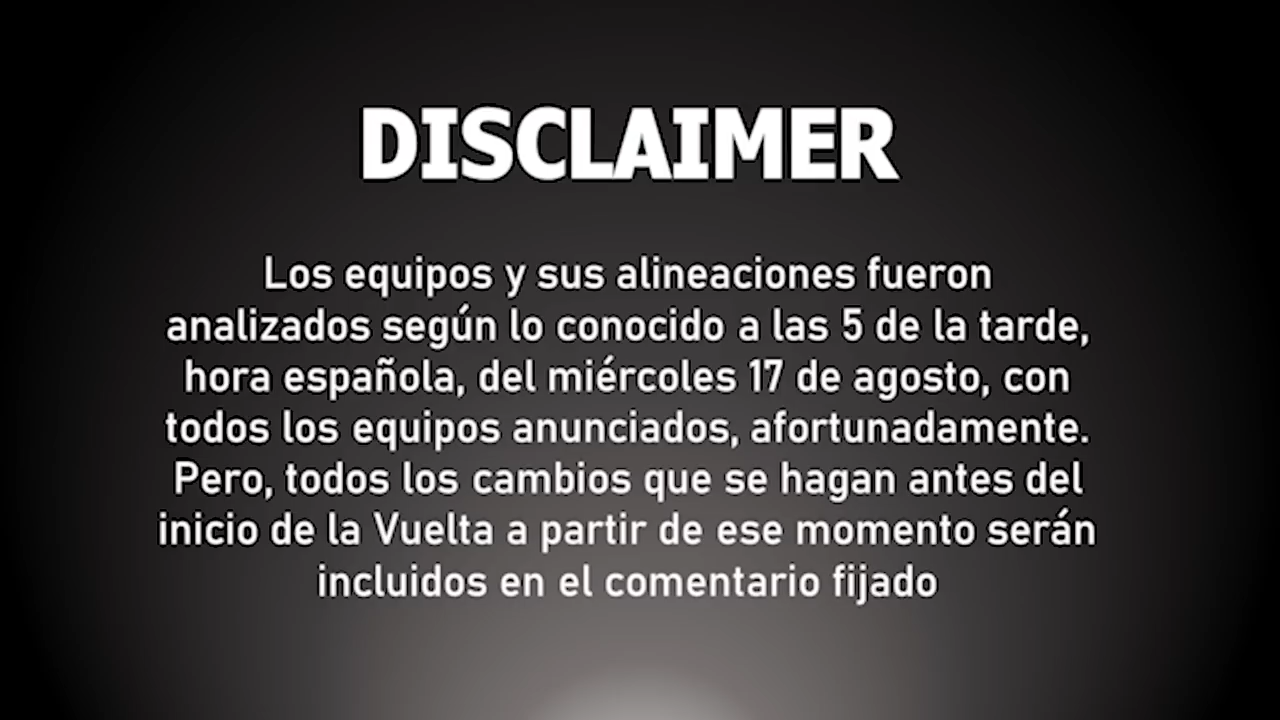 DISCLAIMER
Los equipos y sus alineaciones fueron
analizados según lo conocido a las 5 de la tarde,
hora española, del miércoles 17 de agosto, con
todos los equipos anunciados, afortunadamente.
Pero, todos los cambios que se hagan antes del
inicio de la Vuelta a partir de ese momento serán
incluidos en el comentario fijado